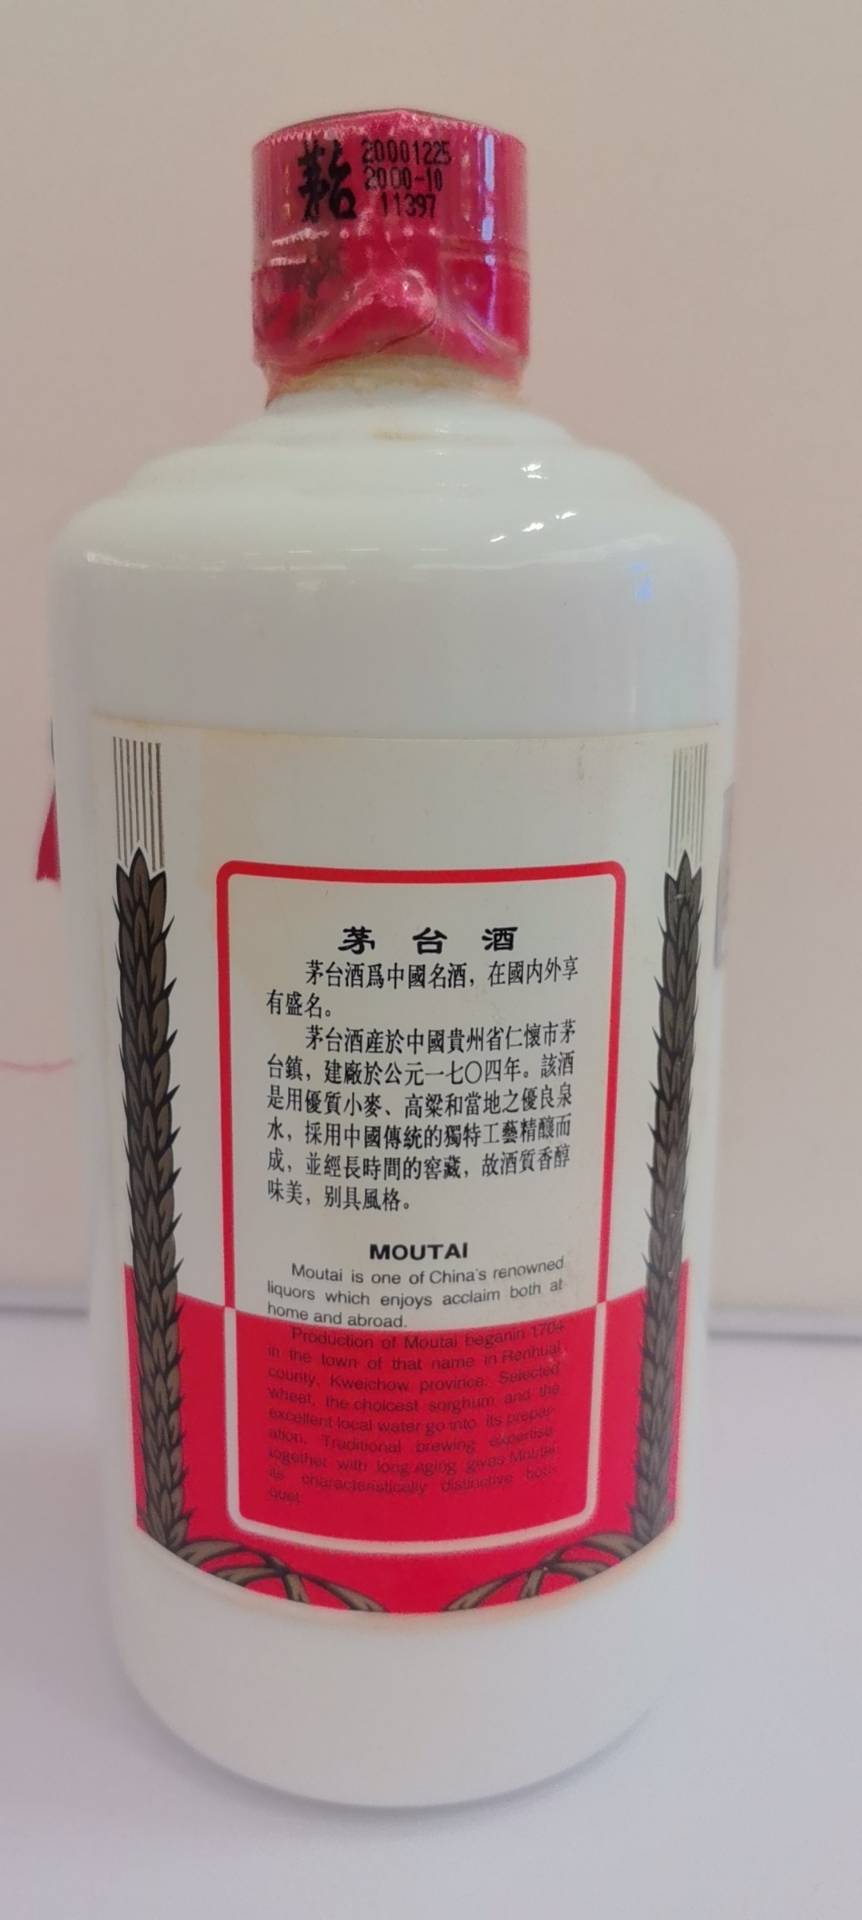 茅台
20001225
2000-10
11397
茅台酒
茅台酒爲中國名酒，在國内外享
有盛名。
茅台酒産於中國貴州省仁懷市茅
台鎮，建廠於公元一七〇四年。該酒
是用優質小麥、高粱和當地之優良泉
水，採用中國傳統的獨特工藝精釀而
成，並經長時間的窖藏，故酒質香醇
味美，别具風格。
MOUTAI
Moutai is one of China's renowned
liquors which enjoys acclaim both at
home and abroad.
Production of Moutai beganin 1704
in the town of that name in Renhuai
county, Kweichow province. Selected
wheat, the choicest sorghum and the
excellent local water go into its prepar-
ation. Traditional brewing expertise
together with long aging gives Moutai
its characteristically distinctive bou-
quet.